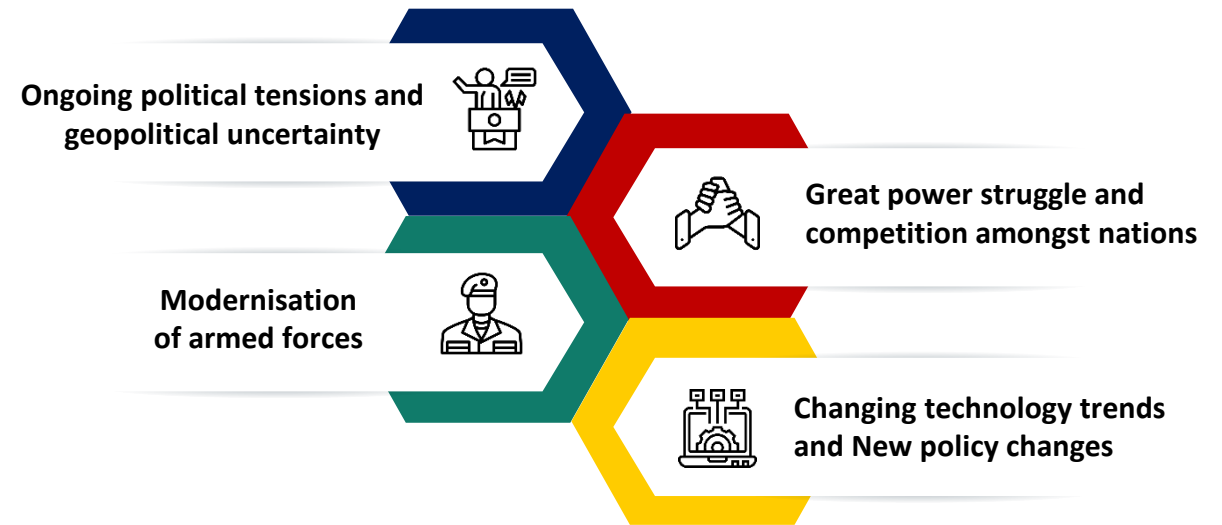 Ongoing political tensions and
geopolitical uncertainty
Great power struggle and
competition amongst nations
Modernisation
of armed forces
Changing technology trends
and New policy changes